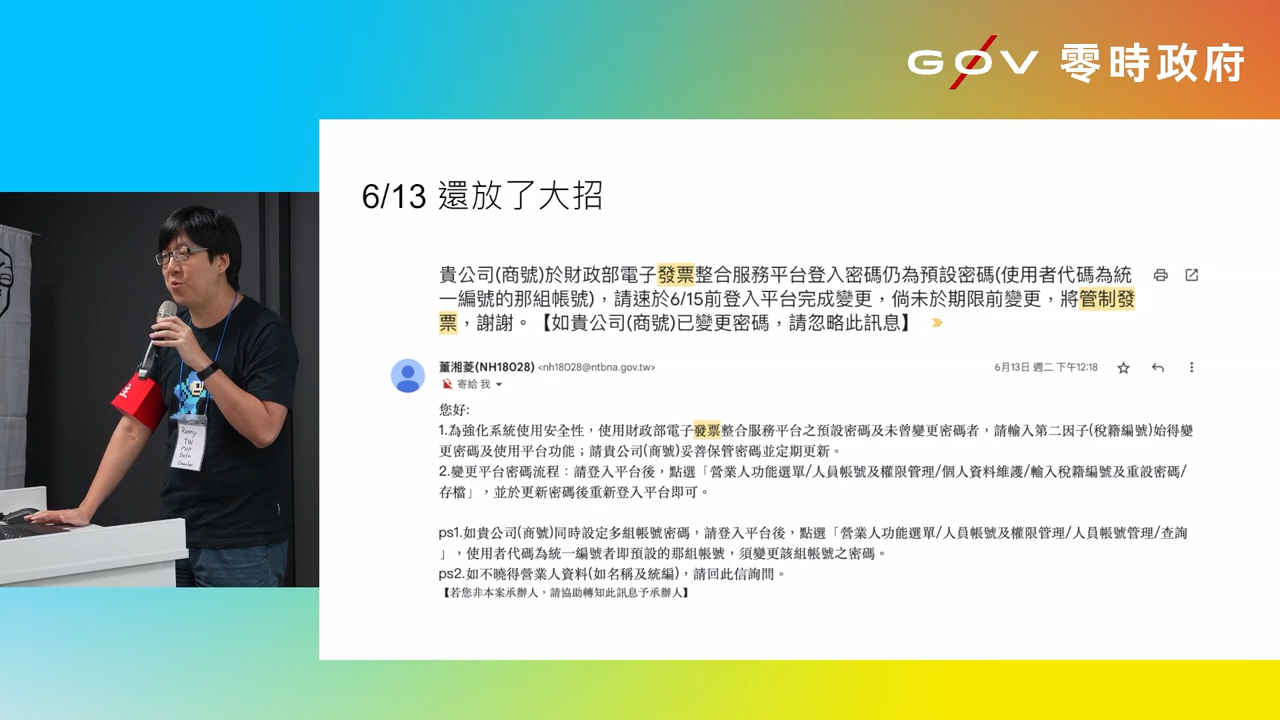 G0V 零時政府
6/13 還放了大招
貴公司(商號)於財政部電子發票整合服務平台登入密碼仍為預設密碼(使用者代碼為統
一編號的那組帳號)，請速於6/15前登入平台完成變更，倘未於期限前變更，將管制發
票，謝謝。【如貴公司(商號)已變更密碼，請忽略此訊息】
董湘菱(NH18028) <nh18028@ntbna.gov.tw>
6月13日 週二 下午12:18
寄給 我
您好:
1.為強化系統使用安全性，使用財政部電子發票整合服務平台之預設密碼及未曾變更密碼者，請輸入第二因子(稅籍編號)始得變
更密碼及使用平台功能；請貴公司(商號)妥善保管密碼並定期更新。
2.變更平台密碼流程：請登入平台後，點選「營業人功能選單/人員帳號及權限管理/個人資料維護/輸入稅籍編號及重設密碼/
存檔」，並於更新密碼後重新登入平台即可。
ps1.如貴公司(商號)同時設定多組帳號密碼，請登入平台後，點選「營業人功能選單/人員帳號及權限管理/人員帳號管理/查詢
」，使用者代碼為統一編號者即預設的那組帳號，須變更該組帳號之密碼。
ps2.如不曉得營業人資料(如名稱及統編)，請回此信詢問。
【若您非本案承辦人，請協助轉知此訊息予承辦人】
主
Ronny
TW
MVP
Data